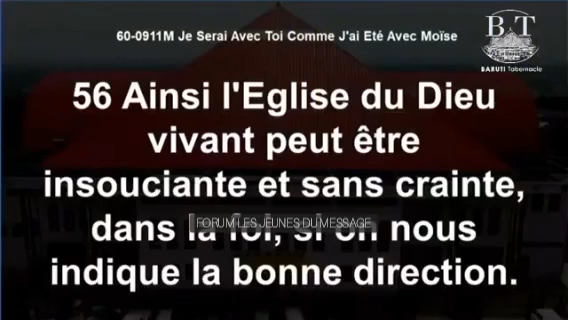 60-0911M Je Serai Avec Toi Comme J'ai Eté Avec Moïse
BT
BARUTI Tabernacle
56 Ainsi l'Eglise du Dieu
vivant peut être
insouciante et sans crainte,
dans la foi, si on nous
FORUM LES JEUNES DU MESSAGE
indique la bonne direction.